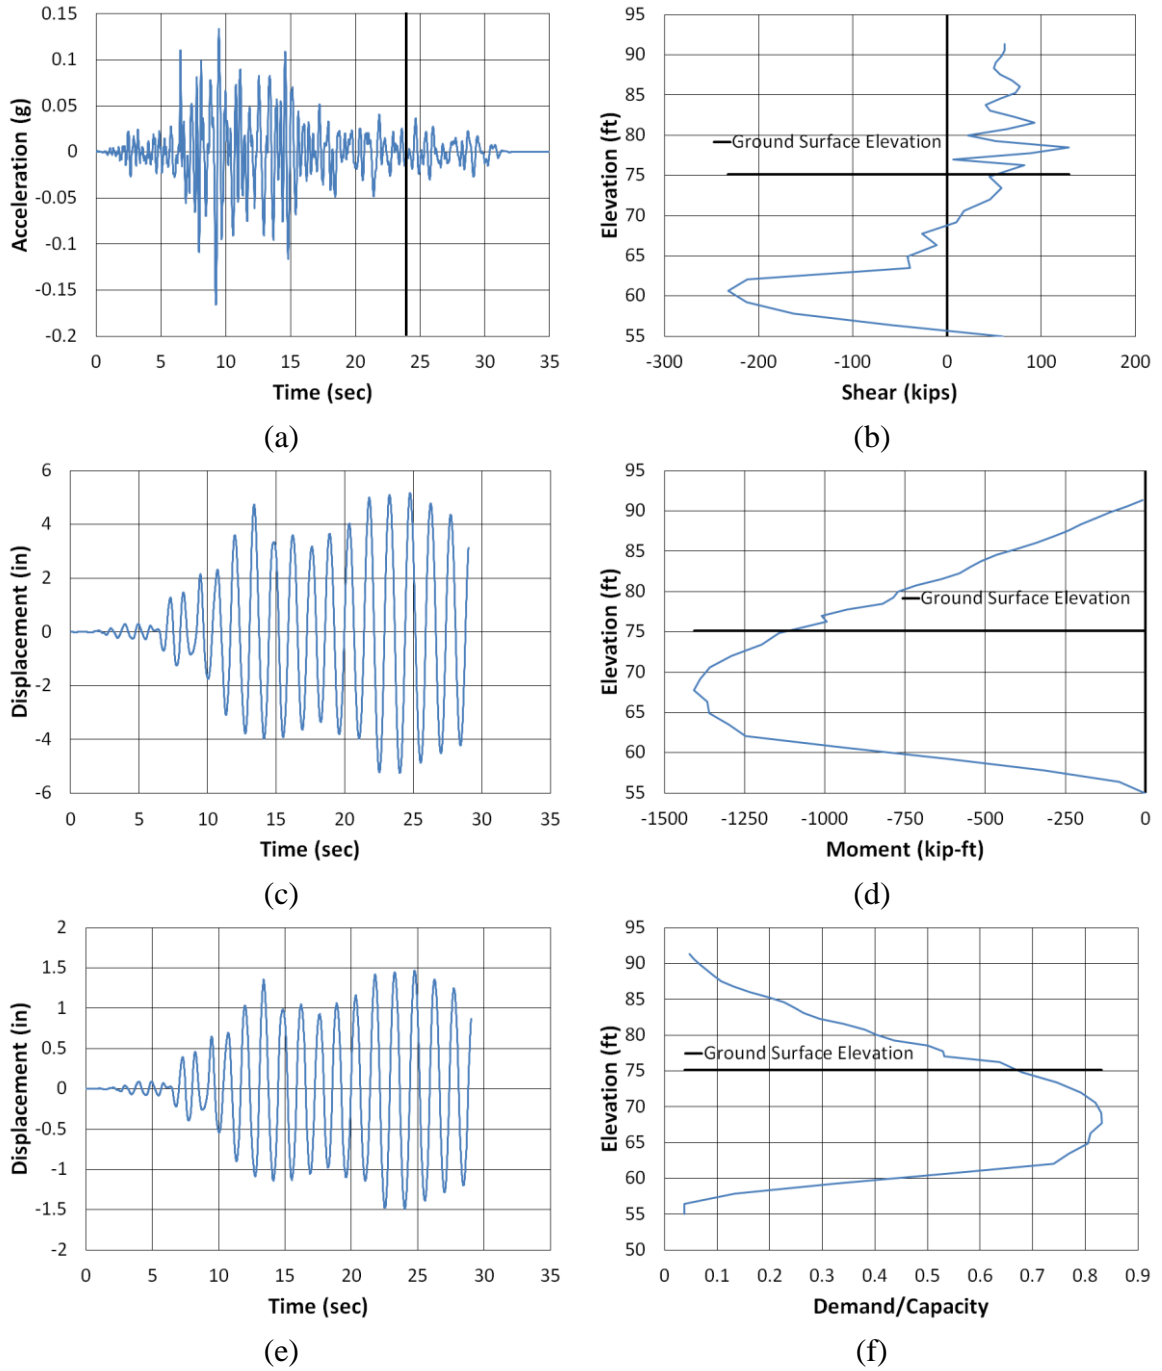 0.15
0.1
0.05
0
-0.05
-0.1
-0.15
-0.2
Acceleration (g)
0 5 10 15 20 25 30 35
Time (sec)
(a)
95
90
85
80
75
70
65
60
55
Elevation (ft)
Ground Surface Elevation
-300 -200 -100 0 100 200
Shear (kips)
(b)
6
4
2
0
-2
-4
-6
Displacement (in)
0 5 10 15 20 25 30 35
Time (sec)
(c)
95
90
85
80
75
70
65
60
55
Elevation (ft)
Ground Surface Elevation
-1500 -1250 -1000 -750 -500 -250 0
Moment (kip-ft)
(d)
2
1.5
1
0.5
0
-0.5
-1
-1.5
-2
Displacement (in)
0 5 10 15 20 25 30 35
Time (sec)
(e)
95
90
85
80
75
70
65
60
55
50
Elevation (ft)
Ground Surface Elevation
0 0.1 0.2 0.3 0.4 0.5 0.6 0.7 0.8 0.9
Demand/Capacity
(f)